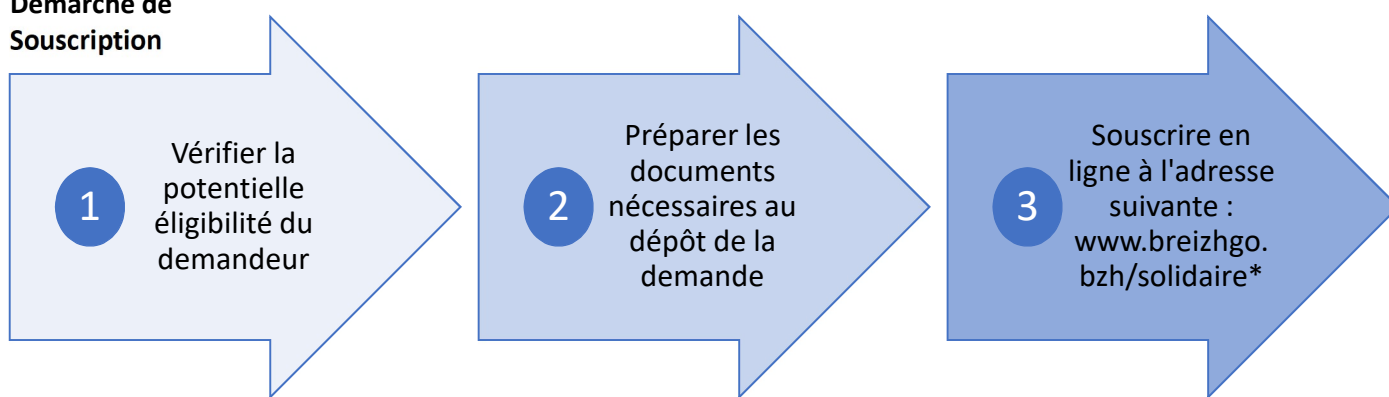 Démarche de
Souscription
1
Vérifier la
potentielle
éligibilité du
demandeur
2
Préparer les
documents
nécessaires au
dépôt de la
demande
3
Souscrire en
ligne à l'adresse
suivante :
www.breizhgo.
bzh/solidaire*